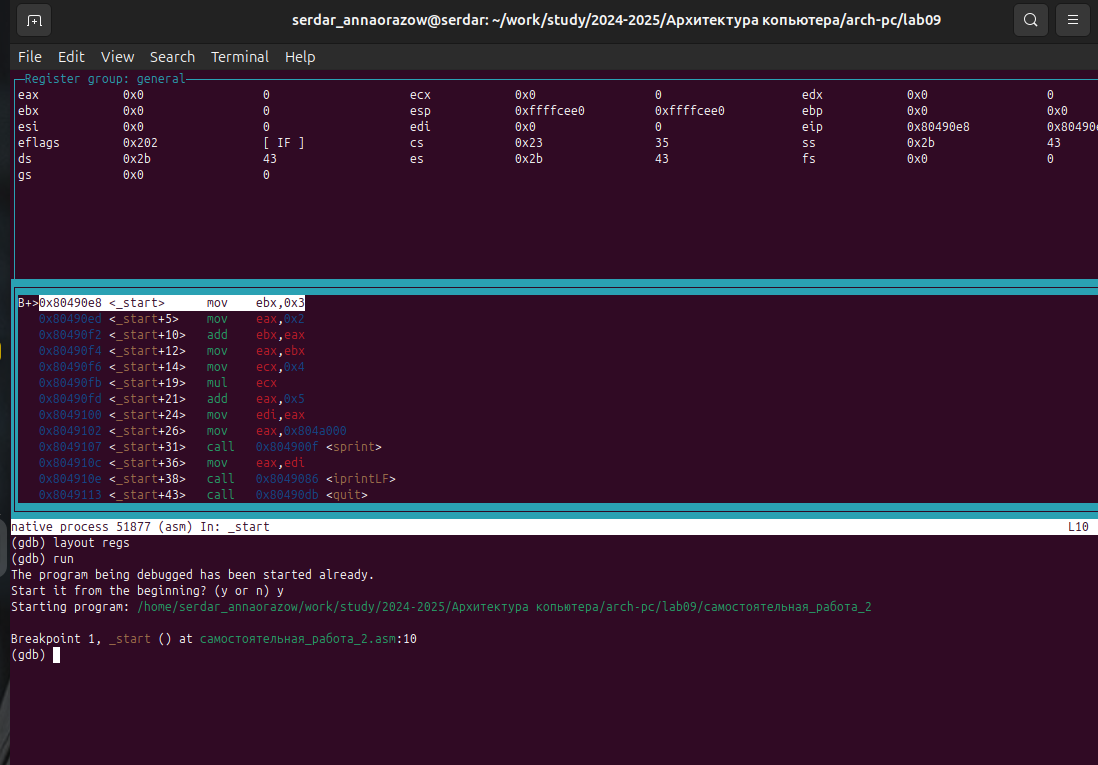 serdar_annaorazow@serdar: ~/work/study/2024-2025/Архитектура копьютера/arch-pc/lab09
File Edit View Search Terminal Help
Register group: general
eax 0x0 0 ecx 0x0 0 edx 0x0 0
ebx 0x0 0 esp 0xffffcee0 0xffffcee0 ebp 0x0 0x0
esi 0x0 0 edi 0x0 0 eip 0x80490e8 0x80490e
eflags 0x202 [ IF ] cs 0x23 35 ss 0x2b 43
ds 0x2b 43 es 0x2b 43 fs 0x0 0
gs 0x0 0
B+>0x80490e8 <_start> mov ebx,0x3
0x80490ed <_start+5> mov eax,0x2
0x80490f2 <_start+10> add ebx,eax
0x80490f4 <_start+12> mov eax,ebx
0x80490f6 <_start+14> mov ecx,0x4
0x80490fb <_start+19> mul ecx
0x80490fd <_start+21> add eax,0x5
0x8049100 <_start+24> mov edi,eax
0x8049102 <_start+26> mov eax,0x804a000
0x8049107 <_start+31> call 0x804900f <sprint>
0x804910c <_start+36> mov eax,edi
0x804910e <_start+38> call 0x8049086 <iprintLF>
0x8049113 <_start+43> call 0x80490db <quit>
native process 51877 (asm) In: _start L10
(gdb) layout regs
(gdb) run
The program being debugged has been started already.
Start it from the beginning? (y or n) y
Starting program: /home/serdar_annaorazow/work/study/2024-2025/Архитектура копьютера/arch-pc/lab09/самостоятельная_работа_2
Breakpoint 1, _start () at самостоятельная_работа_2.asm:10
(gdb)